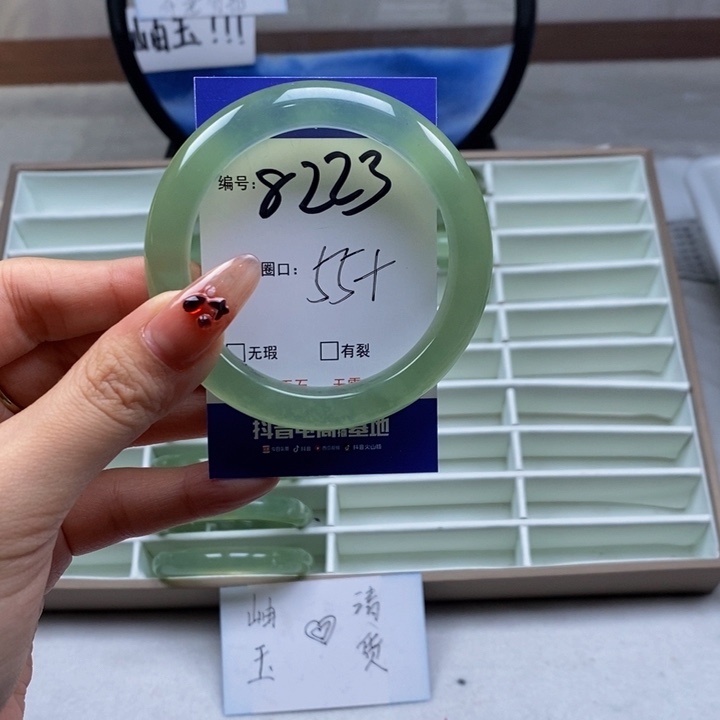 岫玉!!!
编号: 8223
圈口: 55+
□无瑕 □有裂
抖音电商 基地
岫玉 ♡ 清货